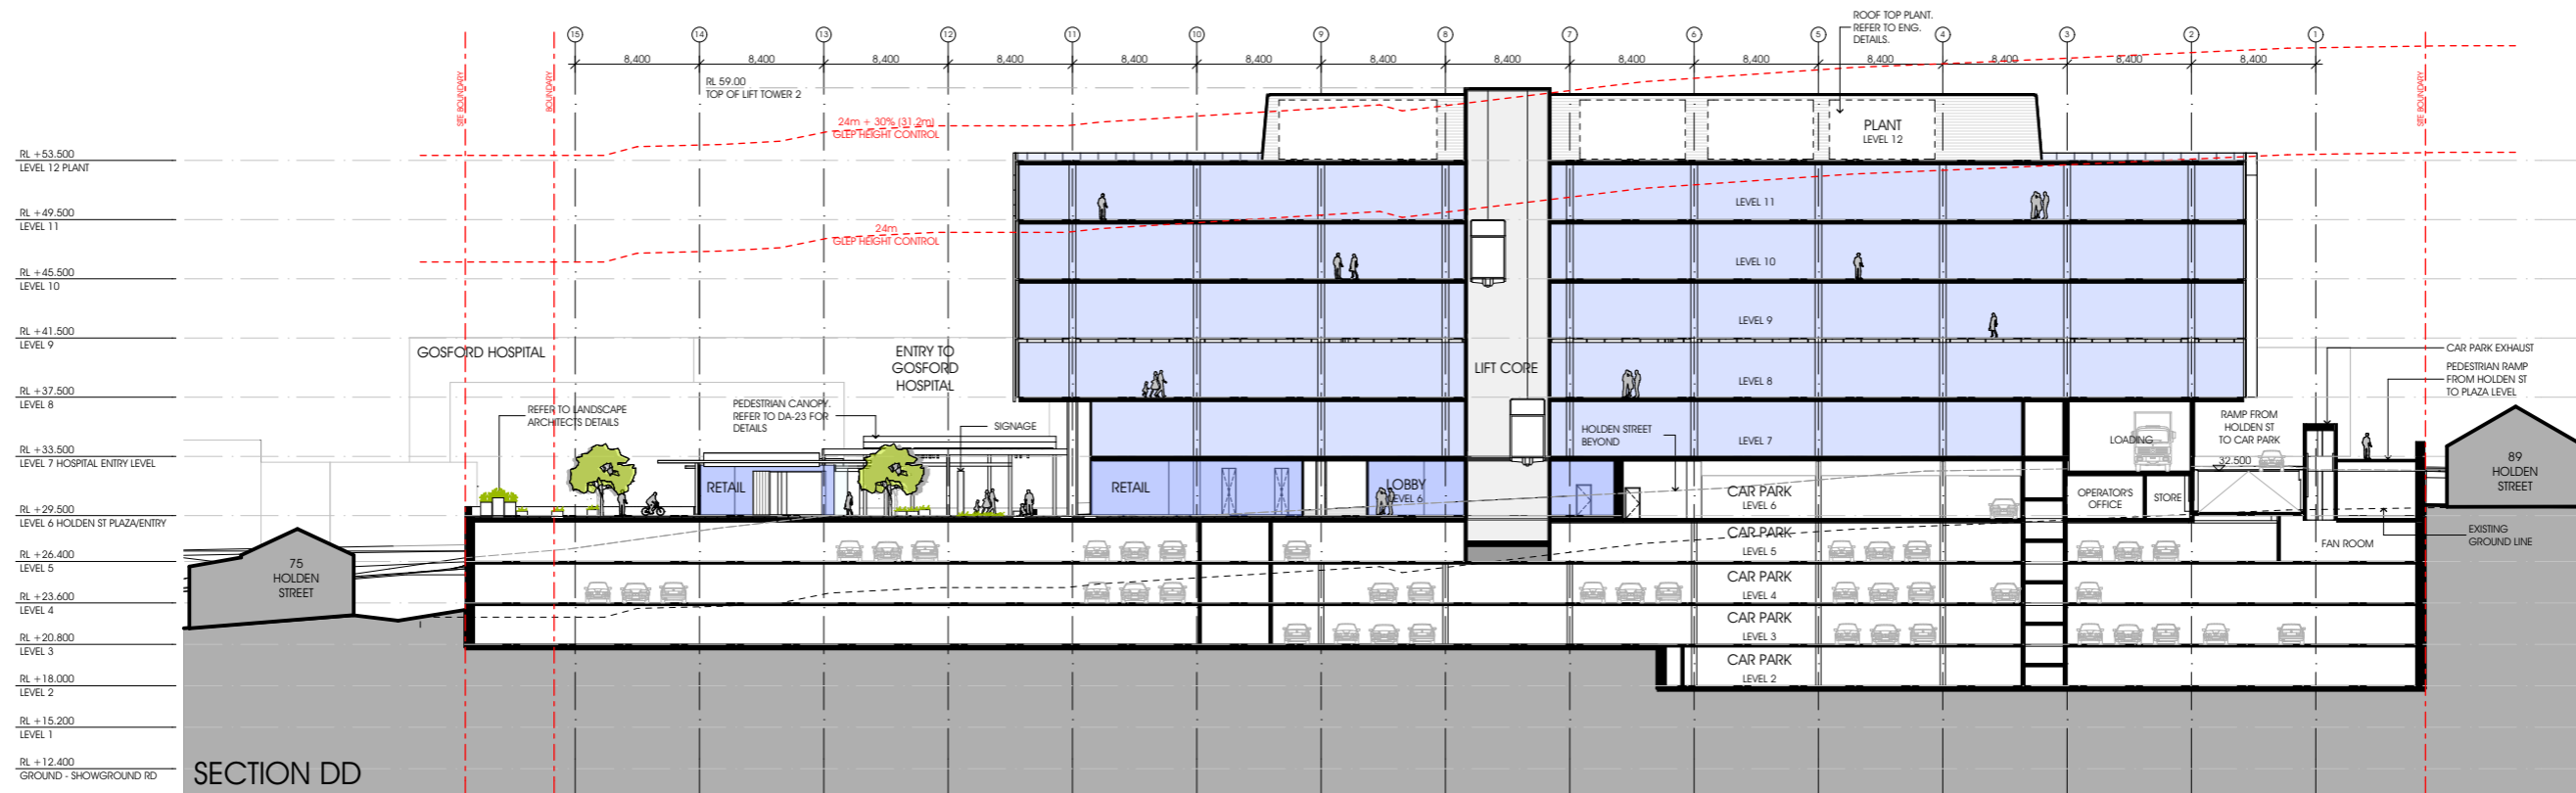 ROOF TOP PLANT.
REFER TO ENG.
DETAILS.
15
14
13
12
11
10
9
8
7
6
5
4
3
2
1
8,400
8,400
8,400
8,400
8,400
8,400
8,400
8,400
8,400
8,400
8,400
8,400
8,400
8,400
SITE BOUNDARY
BOUNDARY
SITE BOUNDARY
RL 59.00
TOP OF LIFT TOWER 2
24m + 30% (31.2m)
GLEP HEIGHT CONTROL
PLANT
LEVEL 12
RL +53.500
LEVEL 12 PLANT
RL +49.500
LEVEL 11
LEVEL 11
24m
GLEP HEIGHT CONTROL
RL +45.500
LEVEL 10
LEVEL 10
RL +41.500
LEVEL 9
LEVEL 9
GOSFORD HOSPITAL
ENTRY TO
GOSFORD
HOSPITAL
LIFT CORE
CAR PARK EXHAUST
PEDESTRIAN RAMP
FROM HOLDEN ST
TO PLAZA LEVEL
RL +37.500
LEVEL 8
LEVEL 8
REFER TO LANDSCAPE
ARCHITECTS DETAILS
PEDESTRIAN CANOPY.
REFER TO DA-23 FOR
DETAILS
SIGNAGE
HOLDEN STREET
BEYOND
LEVEL 7
LOADING
RAMP FROM
HOLDEN ST
TO CAR PARK
32.500
RL +33.500
LEVEL 7 HOSPITAL ENTRY LEVEL
89
HOLDEN
STREET
RETAIL
RETAIL
LOBBY
LEVEL 6
CAR PARK
LEVEL 6
OPERATOR'S
OFFICE
STORE
RL +29.500
LEVEL 6 HOLDEN ST PLAZA/ENTRY
EXISTING
GROUND LINE
CAR PARK
LEVEL 5
FAN ROOM
RL +26.400
LEVEL 5
75
HOLDEN
STREET
CAR PARK
LEVEL 4
RL +23.600
LEVEL 4
CAR PARK
LEVEL 3
RL +20.800
LEVEL 3
CAR PARK
LEVEL 2
RL +18.000
LEVEL 2
RL +15.200
LEVEL 1
RL +12.400
GROUND - SHOWGROUND RD
SECTION DD